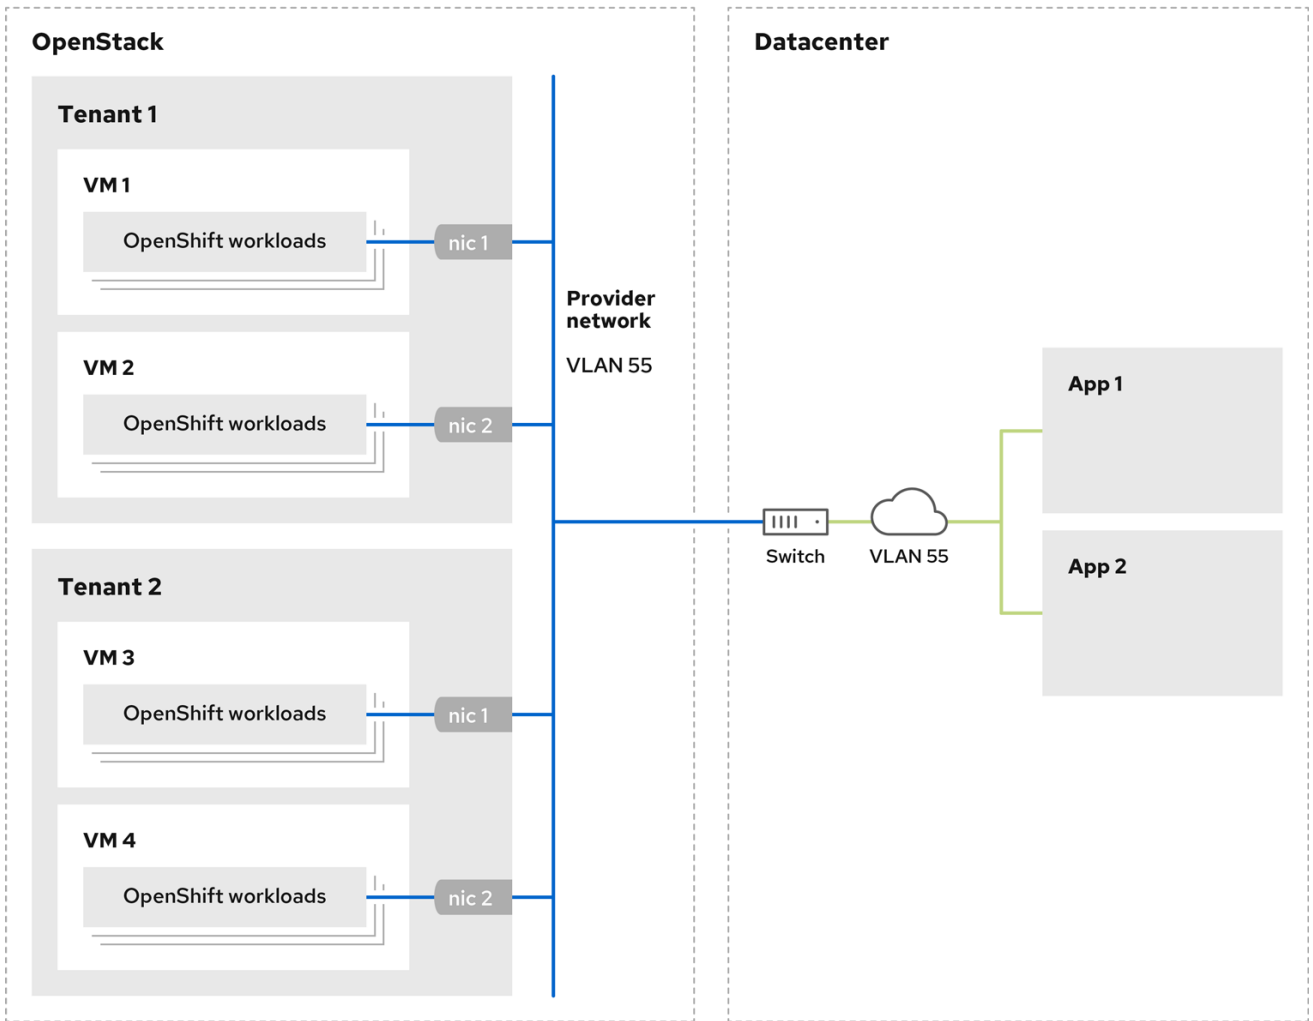 OpenStack
Tenant 1
VM 1
OpenShift workloads
nic 1
VM 2
OpenShift workloads
nic 2
Provider
network
VLAN 55
Tenant 2
VM 3
OpenShift workloads
nic 1
VM 4
OpenShift workloads
nic 2
Datacenter
Switch
VLAN 55
App 1
App 2